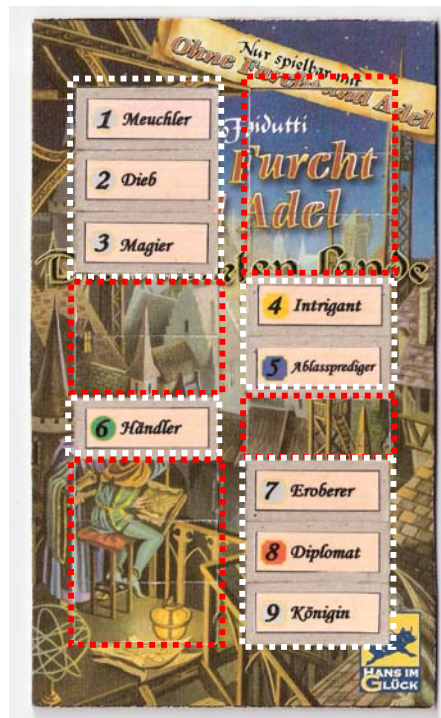 Nur spielbar mit
Ohne Furcht und Adel
Furcht
Adel
1 Meuchler
2 Dieb
3 Magier
4 Intrigant
5 Ablassprediger
6 Händler
7 Eroberer
8 Diplomat
9 Königin
HANS IM
GLÜCK